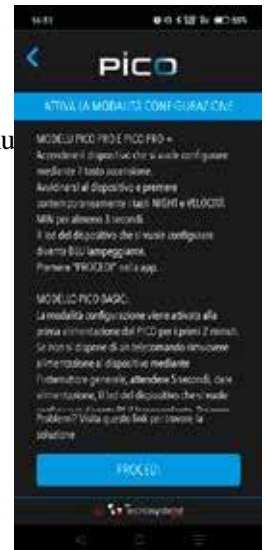 PICO
ATTIVA LA MODALITÀ CONFIGURAZIONE
MODELLI PICO PRO E PICO PRO +
Accendere il dispositivo che si vuole configurare
mediante il tasto accensione.
Avvicinarsi al dispositivo e premere
contemporaneamente i tasti NIGHT e VELOCITÀ
MIN per almeno 3 secondi.
Il led del dispositivo che si vuole configurare
diventa BLU lampeggiante.
Premere "PROCEDI" nella app.
MODELLO PICO BASIC:
La modalità configurazione viene attivata alla
prima alimentazione del PICO per i primi 2 minuti.
Se non si dispone di un telecomando rimuovere
alimentazione al dispositivo mediante
l'interruttore generale, attendere 5 secondi, dare
alimentazione. Il led del dispositivo che si vuole
Problemi? Visita questo link per trovare la
soluzione
PROCEDI
Tecnosystemi